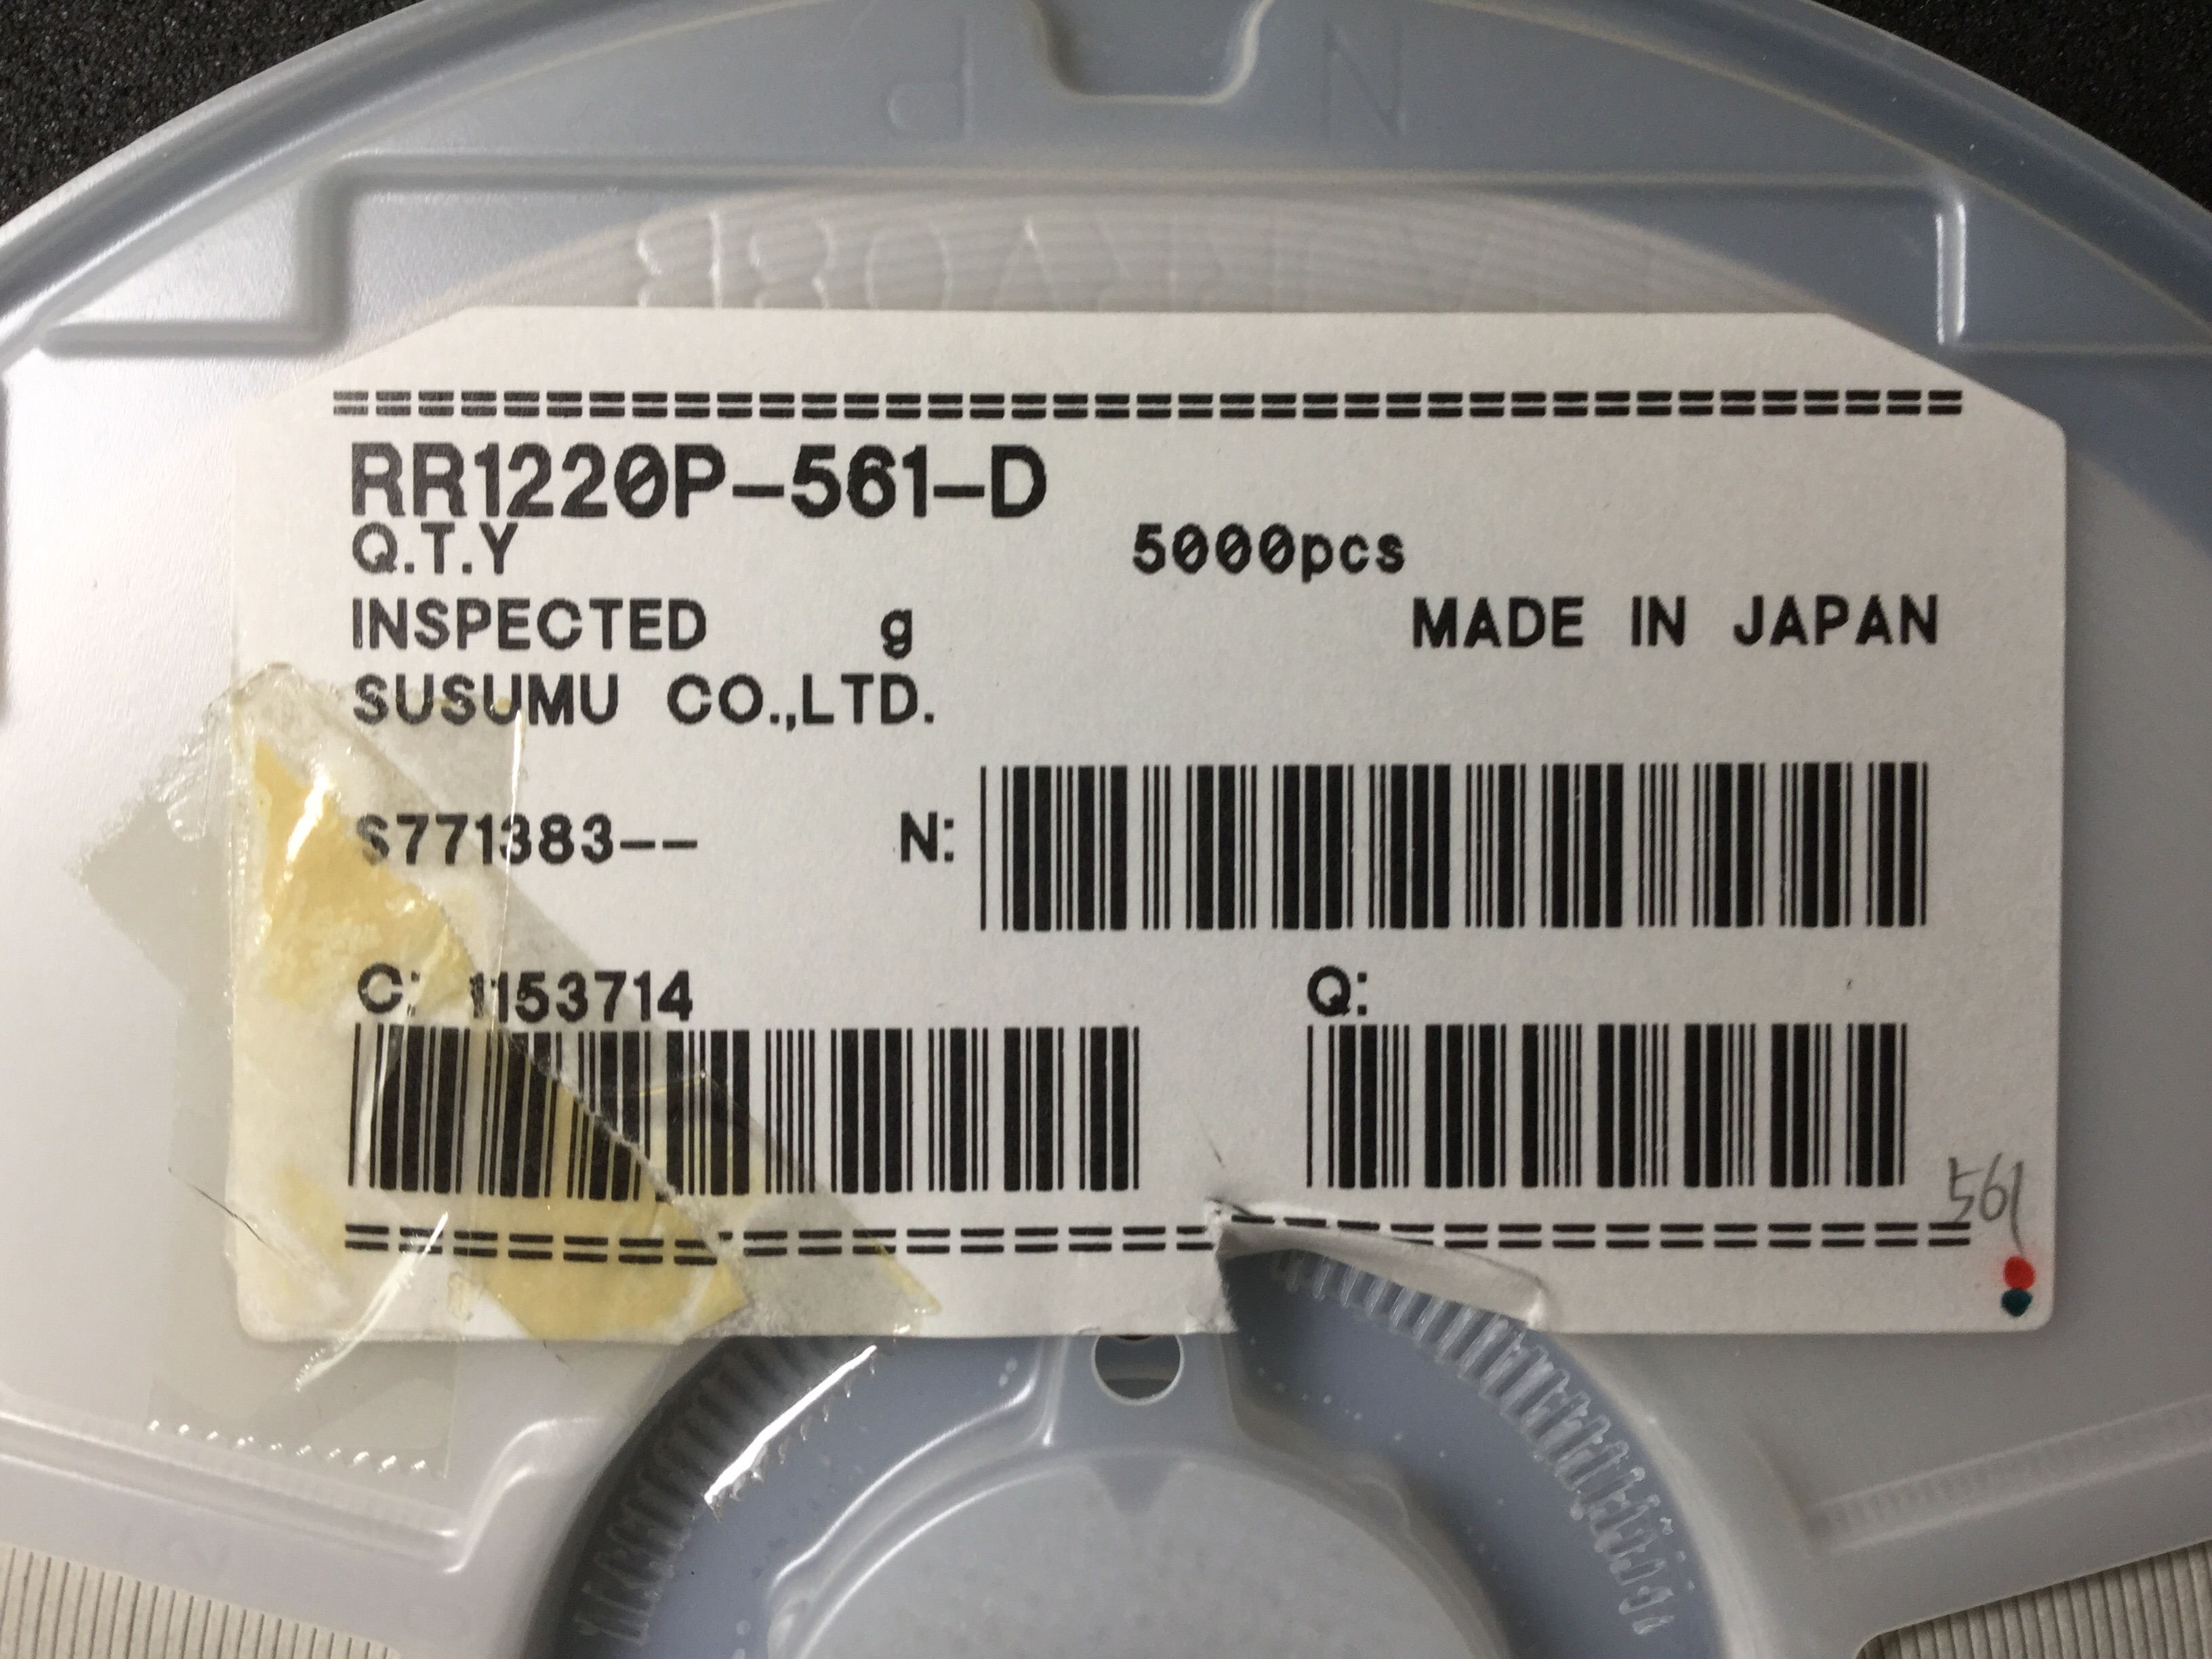 P N
RR1220P-561-D
Q.T.Y 5000pcs
INSPECTED g MADE IN JAPAN
SUSUMU CO.,LTD.
S771383-- N:
C: 1153714 Q:
561